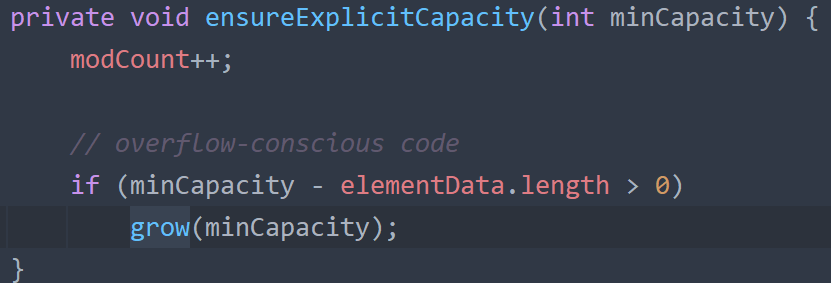 private void ensureExplicitCapacity(int minCapacity) {
    modCount++;

    // overflow-conscious code
    if (minCapacity - elementData.length > 0)
        grow(minCapacity);
}